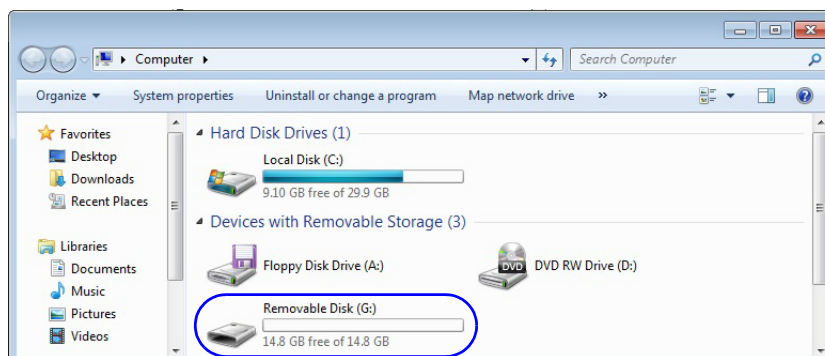 Computer
Search Computer
Organize
System properties
Uninstall or change a program
Map network drive
»
Favorites
Desktop
Downloads
Recent Places
Libraries
Documents
Music
Pictures
Videos
Hard Disk Drives (1)
Local Disk (C:)
9.10 GB free of 29.9 GB
Devices with Removable Storage (3)
Floppy Disk Drive (A:)
DVD
DVD RW Drive (D:)
Removable Disk (G:)
14.8 GB free of 14.8 GB